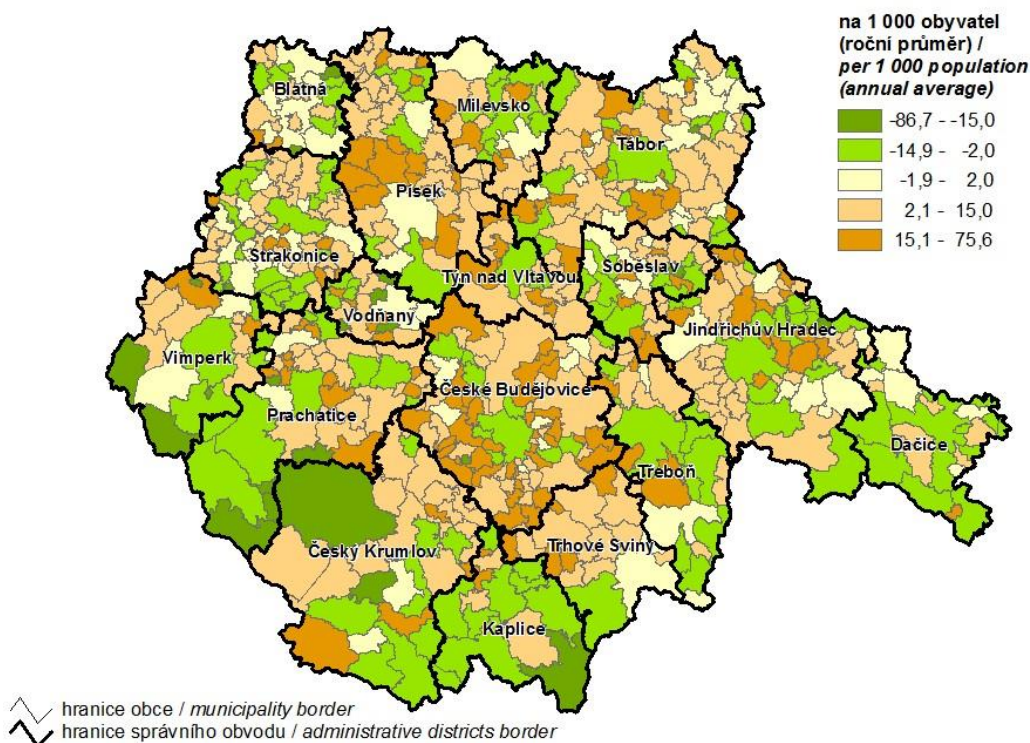 na 1 000 obyvatel
(roční průměr) /
per 1 000 population
(annual average)
-86,7 - -15,0
-14,9 - -2,0
-1,9 - 2,0
2,1 - 15,0
15,1 - 75,6
Blatná
Milevsko
Tábor
Písek
Strakonice
Týn nad Vltavou
Soběslav
Vodňany
Jindřichův Hradec
Vimperk
České Budějovice
Prachatice
Dačice
Třeboň
Český Krumlov
Trhové Sviny
Kaplice
hranice obce / municipality border
hranice správního obvodu / administrative districts border